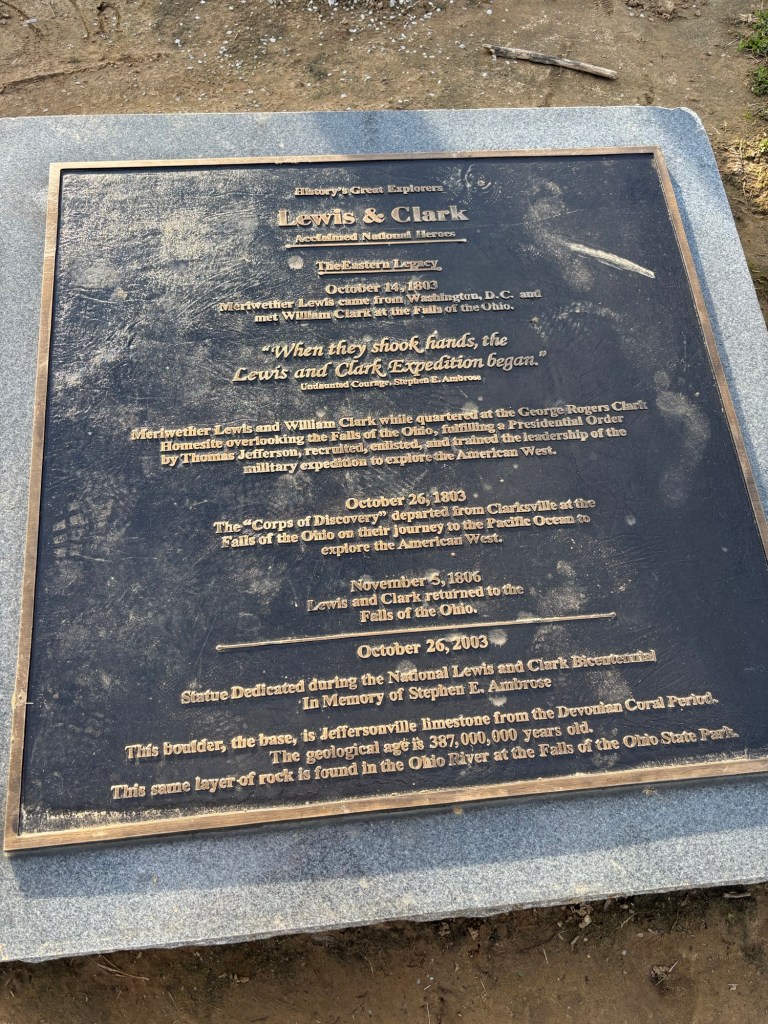 History's Great Explorers
Lewis & Clark
Acclaimed National Heroes
The Eastern Legacy
October 14, 1803
Meriwether Lewis came from Washington, D.C. and
met William Clark at the Falls of the Ohio.
"When they shook hands, the
Lewis and Clark Expedition began."
Undaunted Courage, Stephen E. Ambrose
Meriwether Lewis and William Clark while quartered at the George Rogers Clark
Homesite overlooking the Falls of the Ohio, fulfilling a Presidential Order
by Thomas Jefferson, recruited, enlisted, and trained the leadership of the
military expedition to explore the American West.
October 26, 1803
The "Corps of Discovery" departed from Clarksville at the
Falls of the Ohio on their journey to the Pacific Ocean to
explore the American West.
November 5, 1806
Lewis and Clark returned to the
Falls of the Ohio.
October 26, 2003
Statue Dedicated during the National Lewis and Clark Bicentennial
In Memory of Stephen E. Ambrose
This boulder, the base, is Jeffersonville limestone from the Devonian Coral Period.
The geological age is 387,000,000 years old.
This same layer of rock is found in the Ohio River at the Falls of the Ohio State Park.